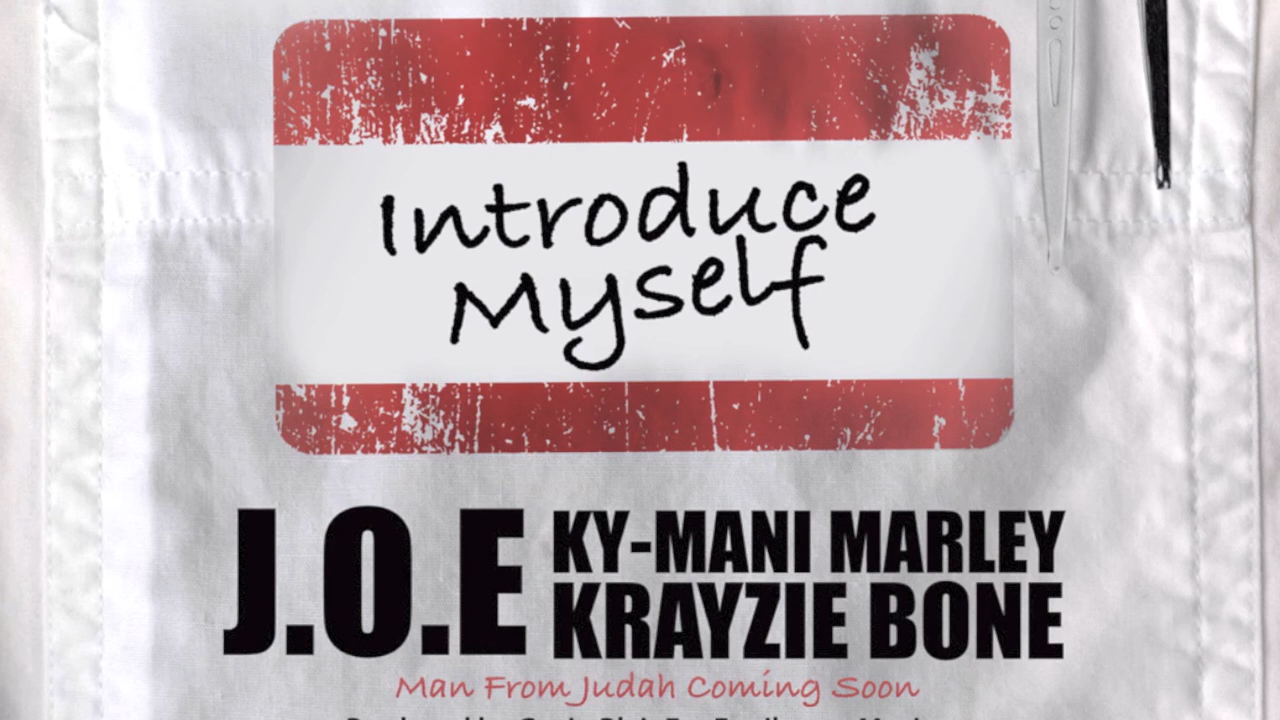 Introduce
Myself
J.O.E
KY-MANI MARLEY
KRAYZIE BONE
Man From Judah Coming Soon